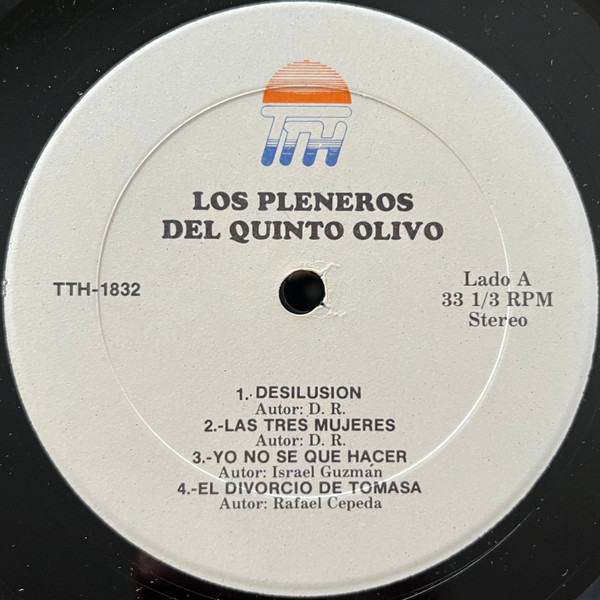 TTH
LOS PLENEROS
DEL QUINTO OLIVO
TTH-1832
Lado A
33 1/3 RPM
Stereo
1.-DESILUSION
Autor: D. R.
2.-LAS TRES MUJERES
Autor: D. R.
3.-YO NO SE QUE HACER
Autor: Israel Guzmán
4.-EL DIVORCIO DE TOMASA
Autor: Rafael Cepeda